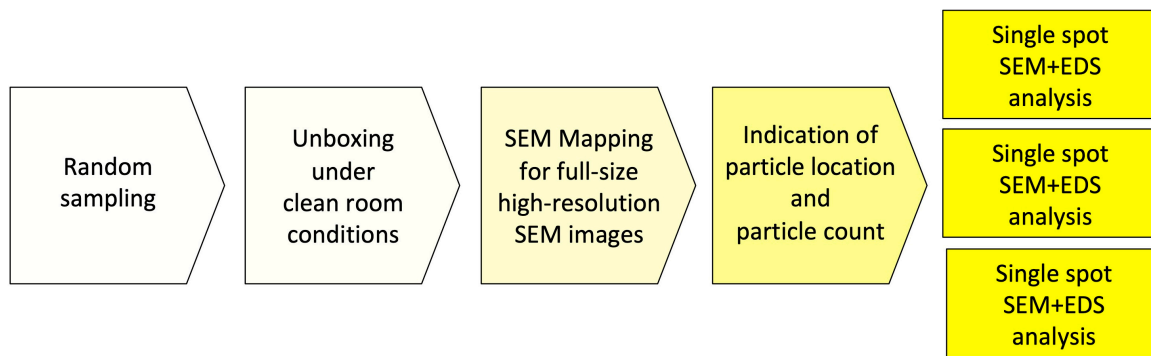 Random
sampling
Unboxing
under
clean room
conditions
SEM Mapping
for full-size
high-resolution
SEM images
Indication of
particle location
and
particle count
Single spot
SEM+EDS
analysis
Single spot
SEM+EDS
analysis
Single spot
SEM+EDS
analysis